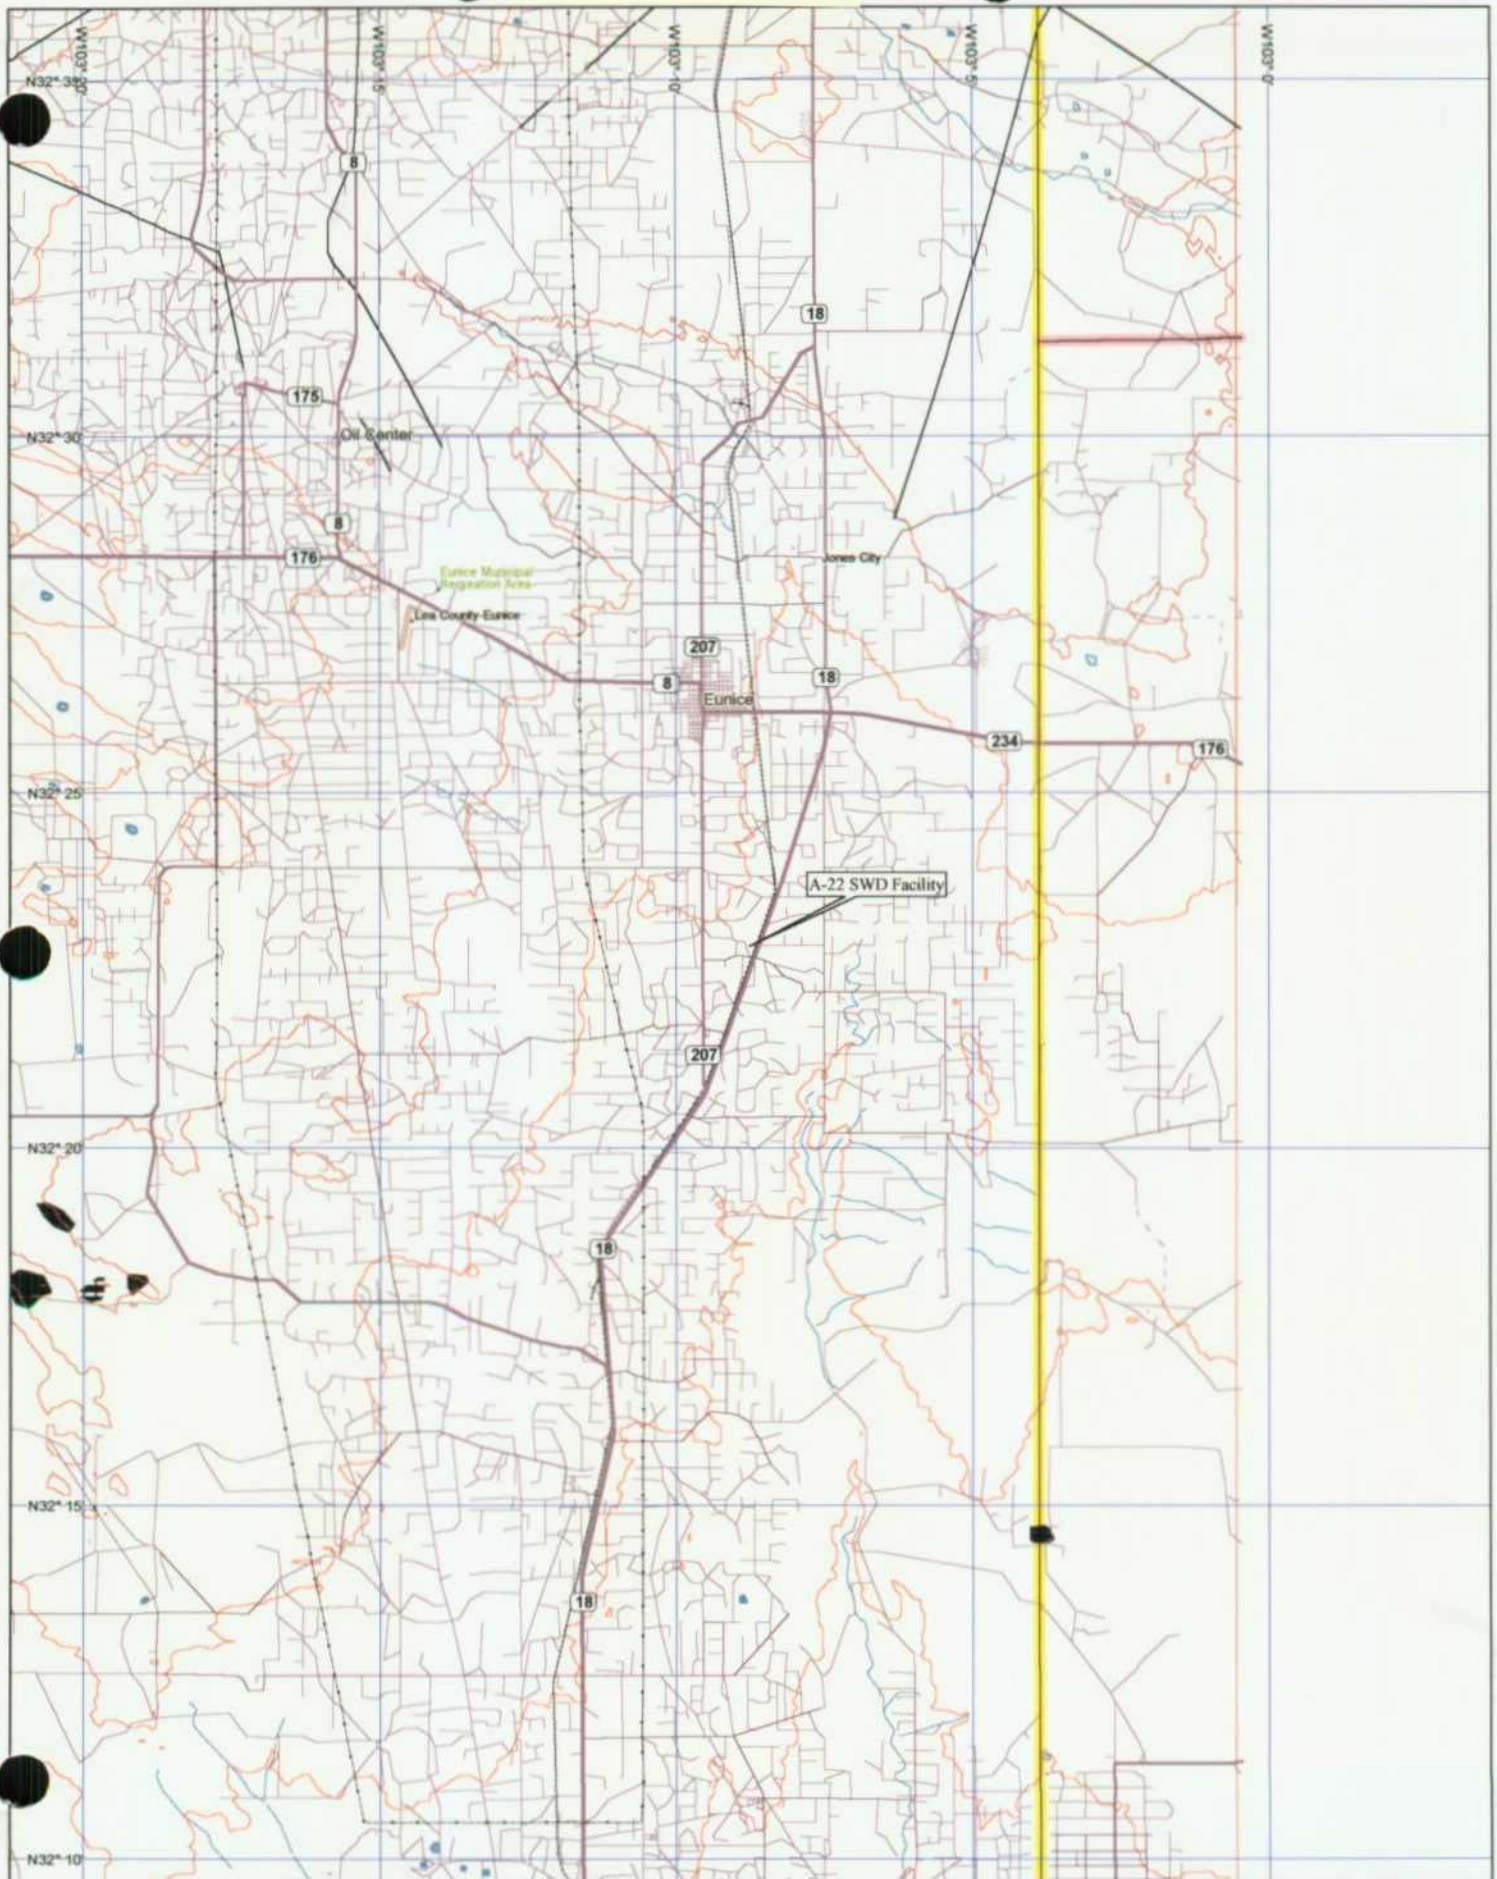 W103° 20'
W103° 15'
W103° 10'
W103° 5'
W103° 0'
N32° 35'
8
18
175
Oil Center
N32° 30'
8
176
Jones City
Eunice Municipal
Recreation Area
Lea County-Eunice
207
8
18
Eunice
234
176
N32° 25'
A-22 SWD Facility
207
N32° 20'
18
N32° 15'
18
N32° 10'